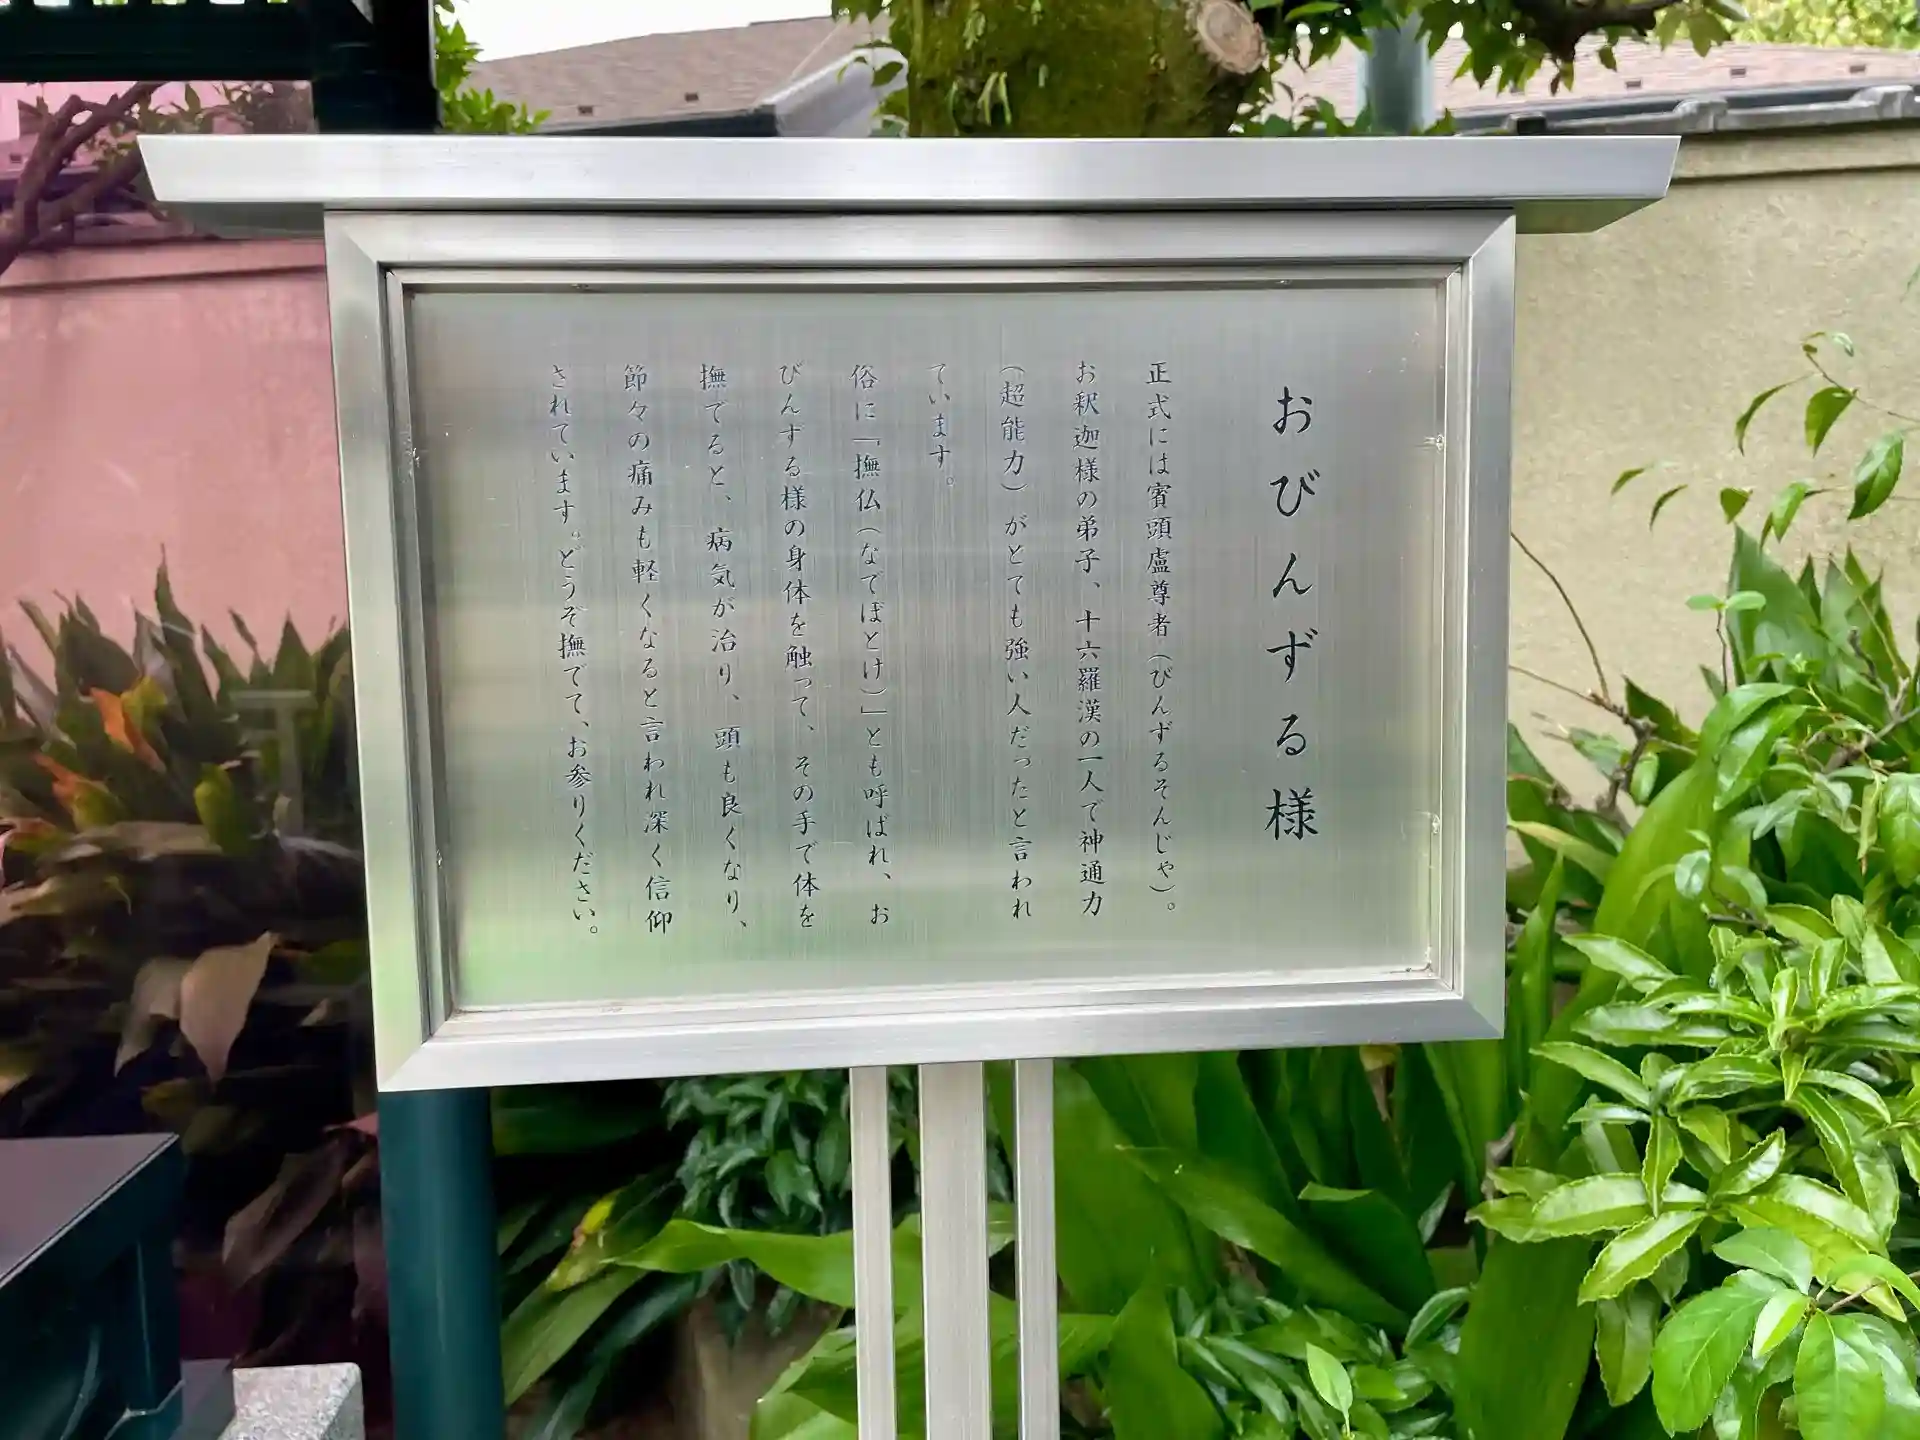 おびんずる様
正式には賓頭盧尊者（びんずるそんじゃ）。
お釈迦様の弟子、十六羅漢の一人で神通力
（超能力）がとても強い人だったと言われ
ています。
俗に「撫仏（なでぼとけ）」とも呼ばれ、お
びんずる様の身体を触って、その手で体を
撫でると、病気が治り、頭も良くなり、
節々の痛みも軽くなると言われ深く信仰
されています。どうぞ撫でて、お参りください。